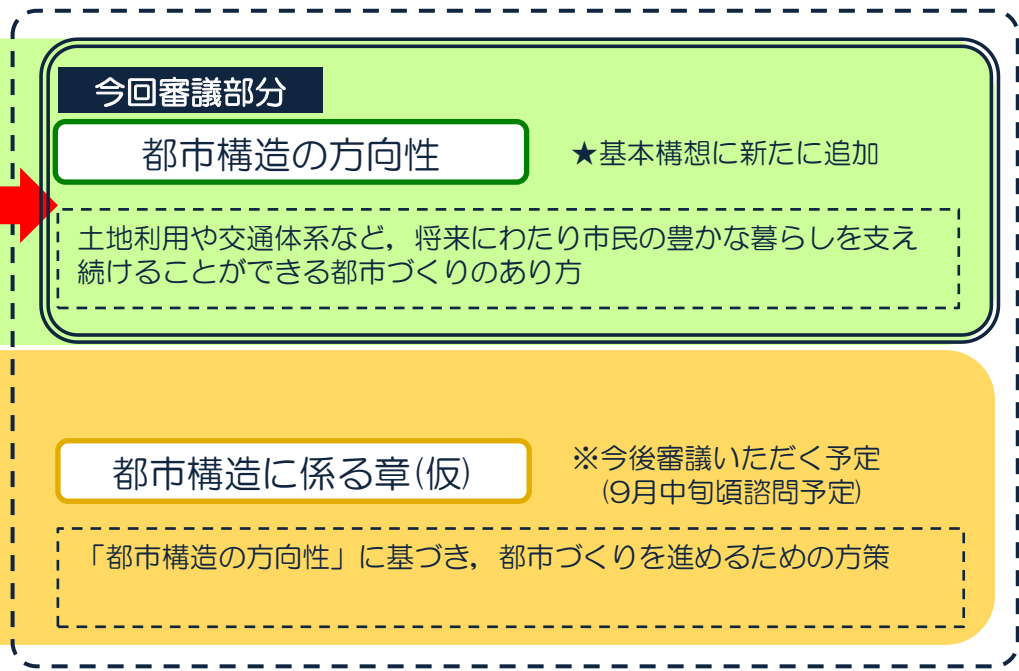 今回審議部分
都市構造の方向性
★基本構想に新たに追加
土地利用や交通体系など，将来にわたり市民の豊かな暮らしを支え
続けることができる都市づくりのあり方
都市構造に係る章(仮)
※今後審議いただく予定
(9月中旬頃諮問予定)
「都市構造の方向性」に基づき，都市づくりを進めるための方策